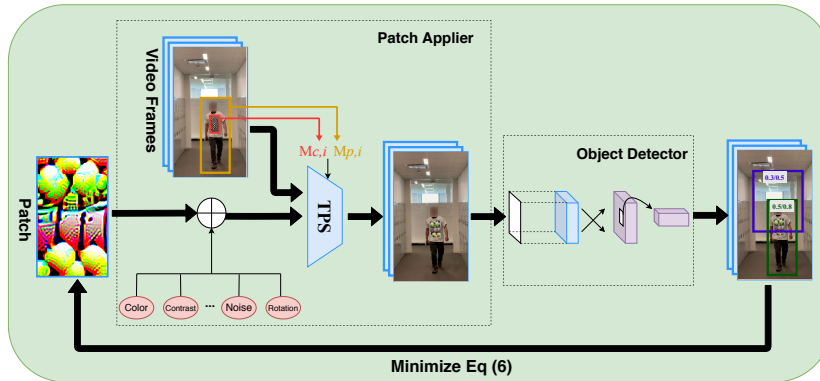 Patch Applier
Video Frames
Mc,i Mp,i
Object Detector
0.3/0.5
0.5/0.8
Patch
TPS
Color
Contrast
...
Noise
Rotation
Minimize Eq (6)